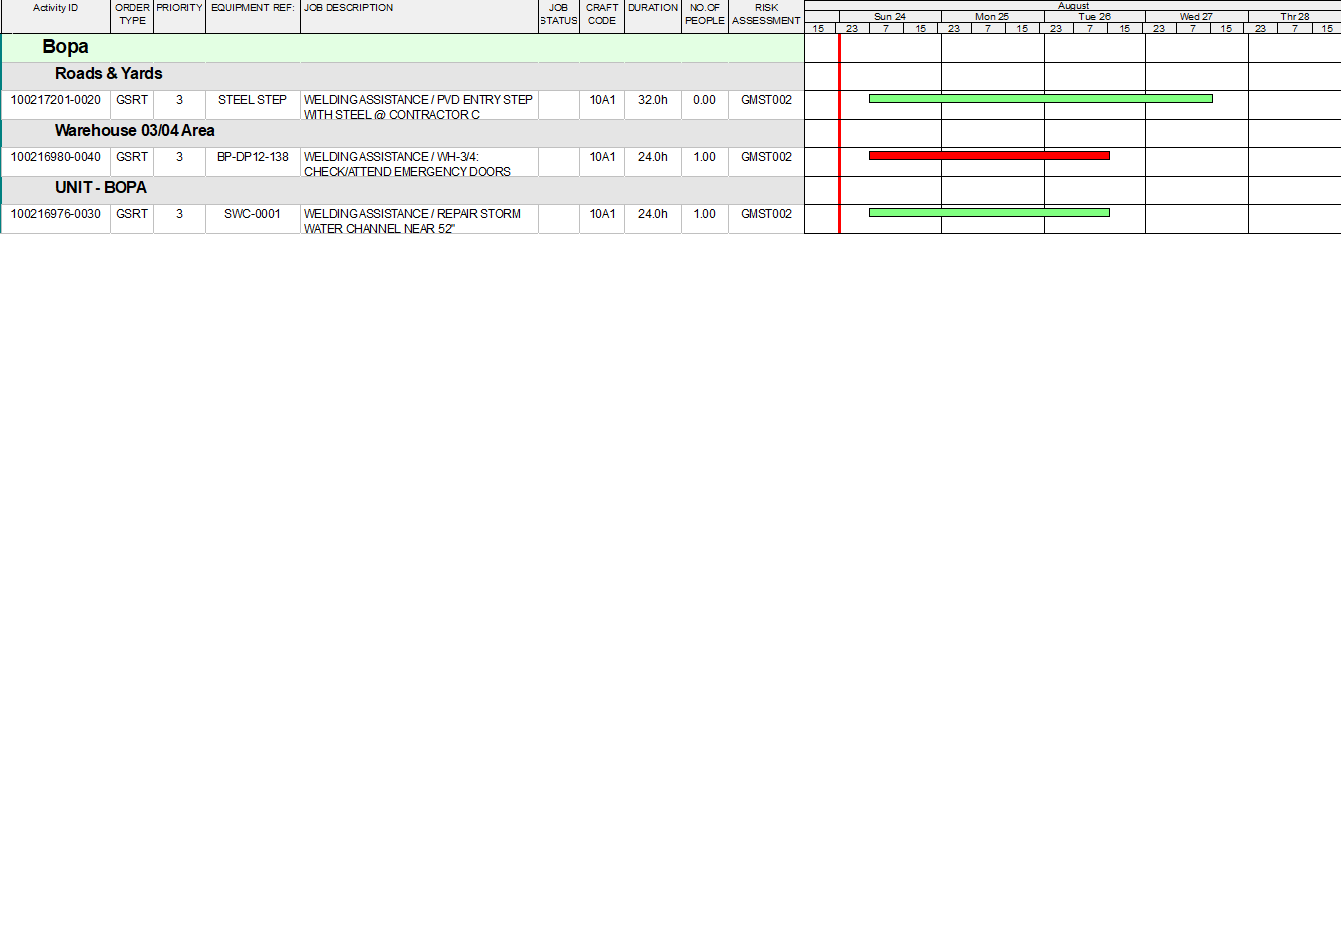 Activity ID ORDER TYPE PRIORITY EQUIPMENT REF: JOB DESCRIPTION JOB STATUS CRAFT CODE DURATION NO.OF PEOPLE RISK ASSESSMENT
August
Sun 24 Mon 25 Tue 26 Wed 27 Thr 28
15 23 7 15 23 7 15 23 7 15 23 7 15 23 7 15
Bopa
Roads & Yards
100217201-0020 GSRT 3 STEEL STEP WELDING ASSISTANCE / PVD ENTRY STEP 10A1 32.0h 0.00 GMST002
WITH STEEL @ CONTRACTOR C
Warehouse 03/04 Area
100216980-0040 GSRT 3 BP-DP12-138 WELDING ASSISTANCE / WH-3/4: 10A1 24.0h 1.00 GMST002
CHECK/ATTEND EMERGENCY DOORS
UNIT - BOPA
100216976-0030 GSRT 3 SWC-0001 WELDING ASSISTANCE / REPAIR STORM 10A1 24.0h 1.00 GMST002
WATER CHANNEL NEAR 52"